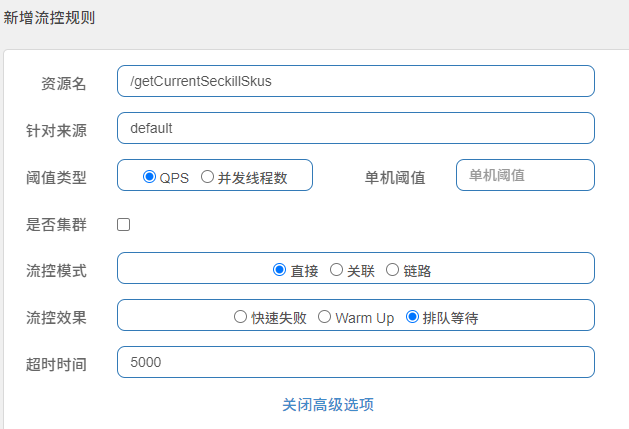 新增流控规则
资源名 /getCurrentSeckillSkus
针对来源 default
阈值类型 QPS 并发线程数 单机阈值 单机阈值
是否集群
流控模式 直接 关联 链路
流控效果 快速失败 Warm Up 排队等待
超时时间 5000
关闭高级选项